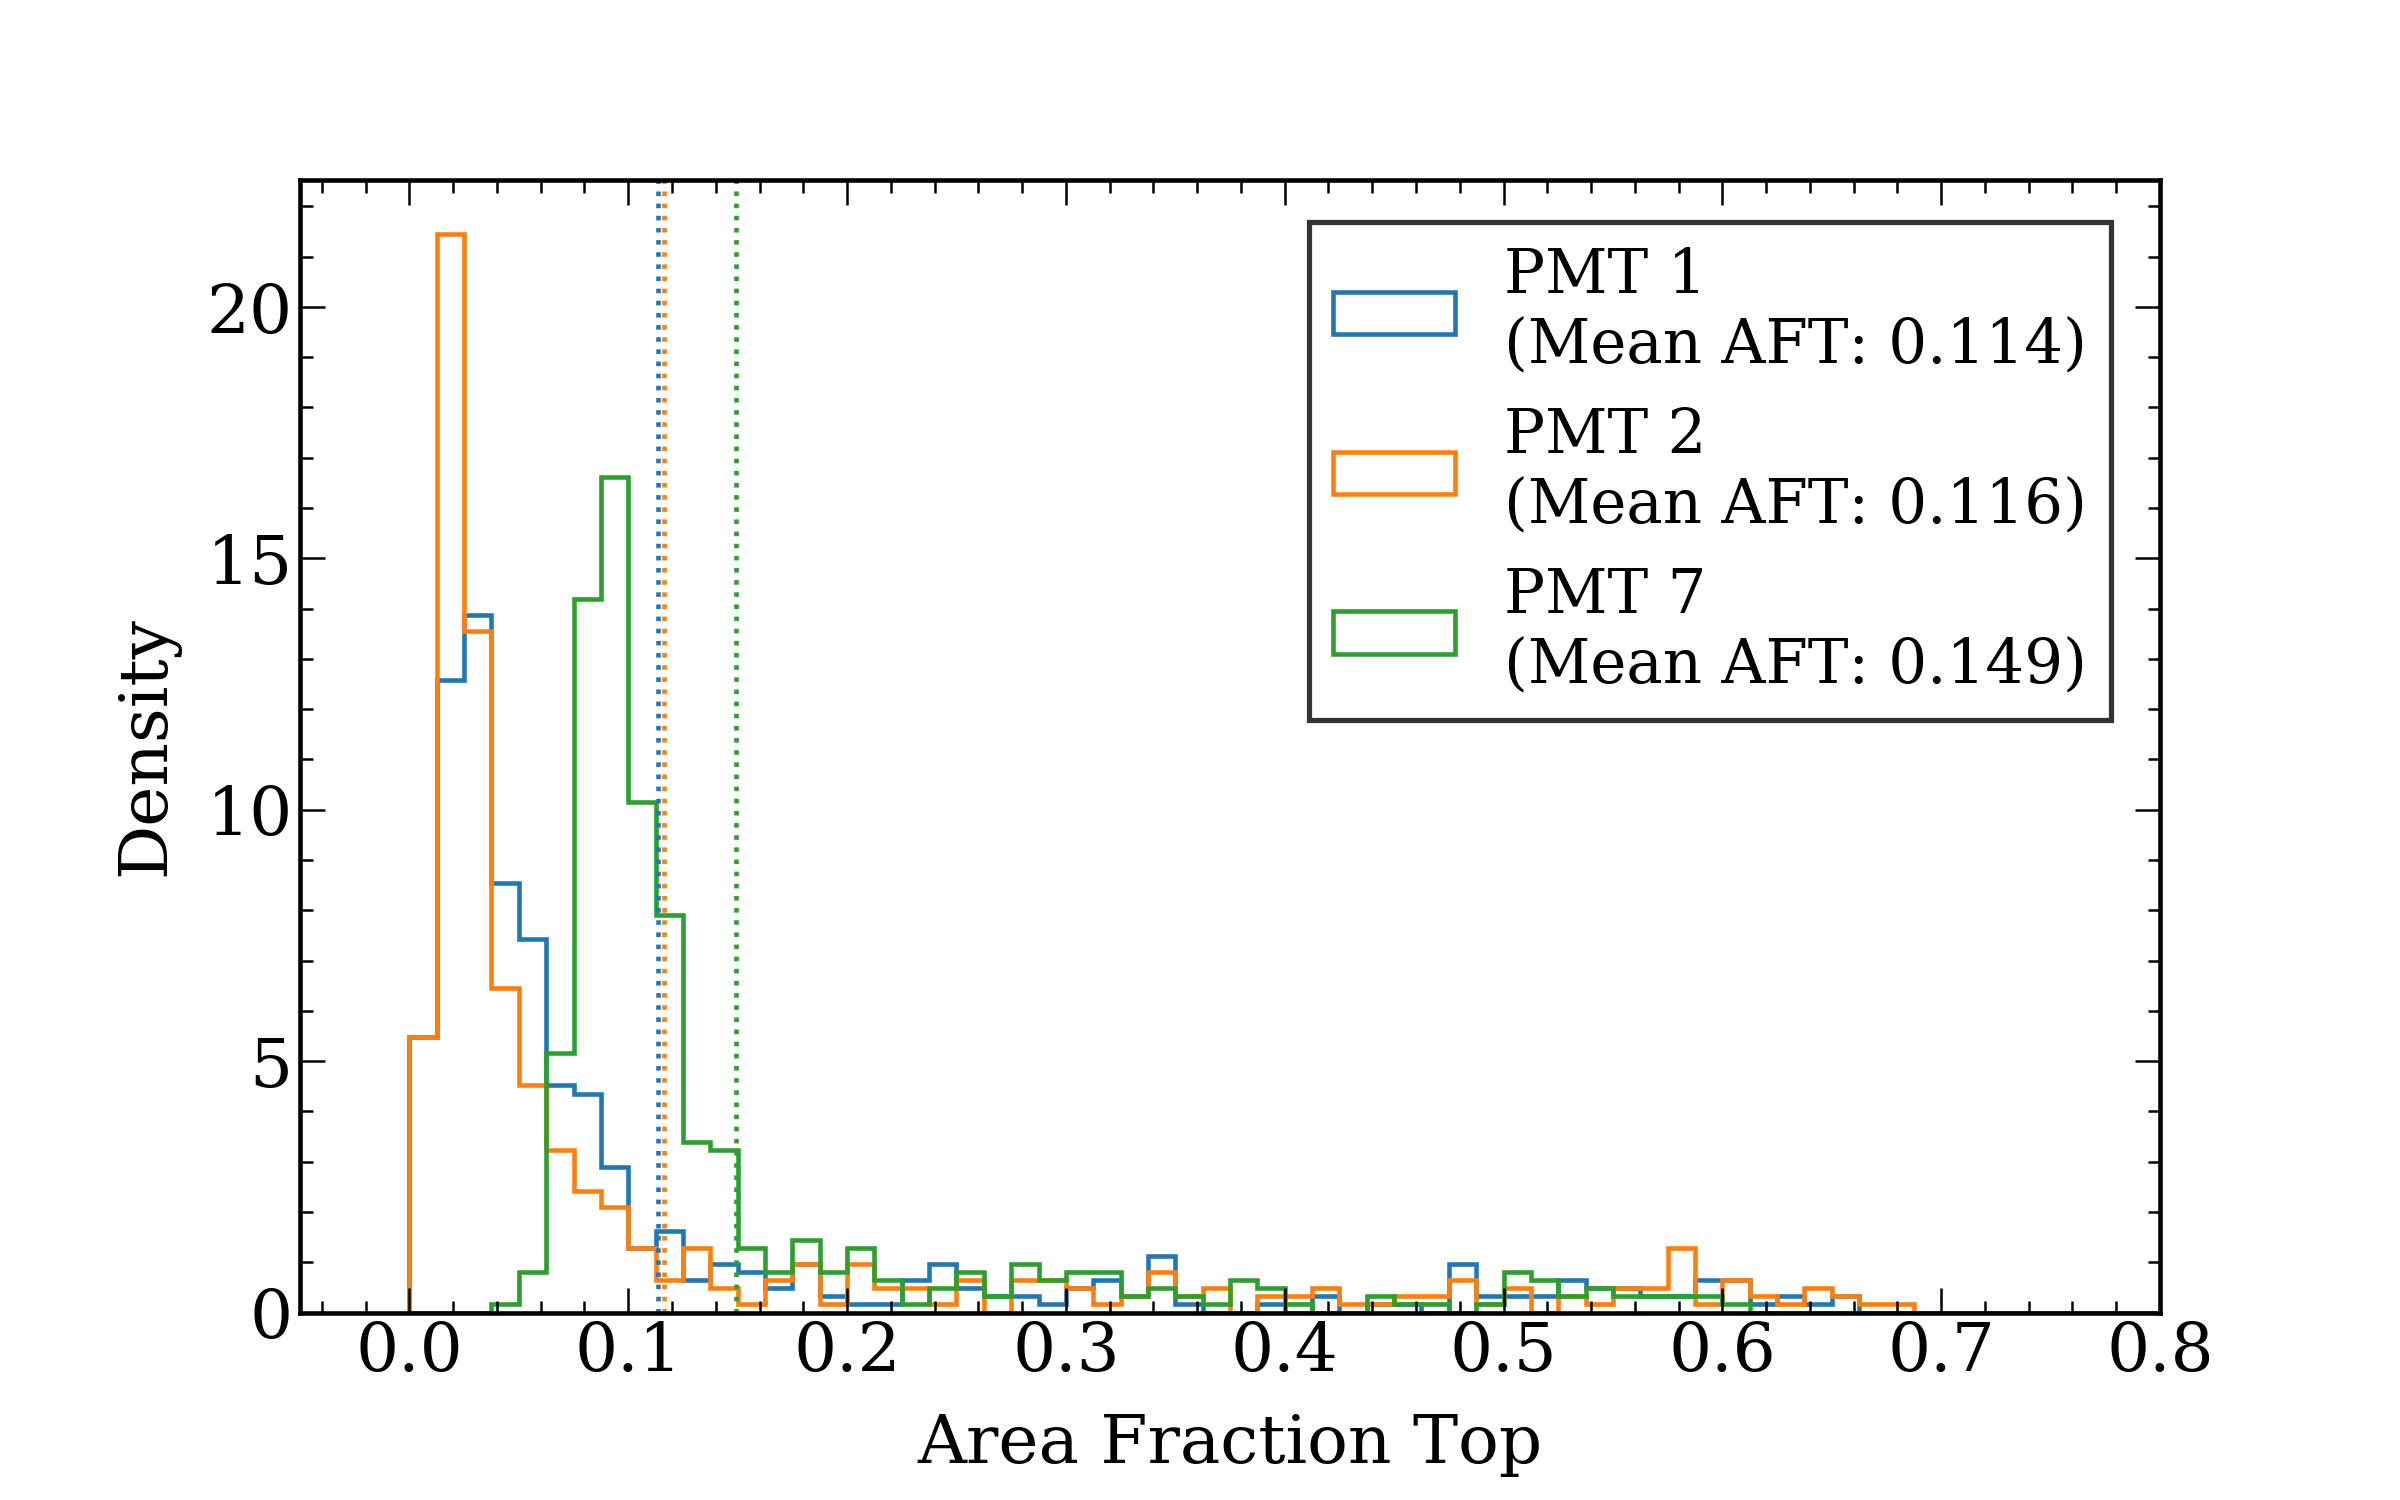 PMT 1
(Mean AFT: 0.114)
PMT 2
(Mean AFT: 0.116)
PMT 7
(Mean AFT: 0.149)
20
15
10
5
0
Density
0.0 0.1 0.2 0.3 0.4 0.5 0.6 0.7 0.8
Area Fraction Top